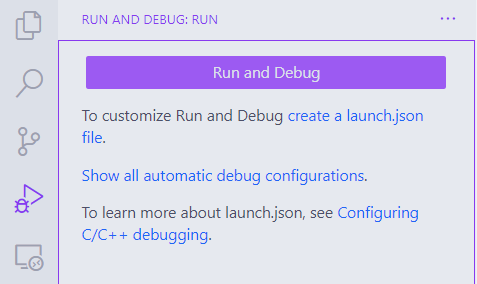 RUN AND DEBUG: RUN
Run and Debug
To customize Run and Debug create a launch.json
file.
Show all automatic debug configurations.
To learn more about launch.json, see Configuring
C/C++ debugging.